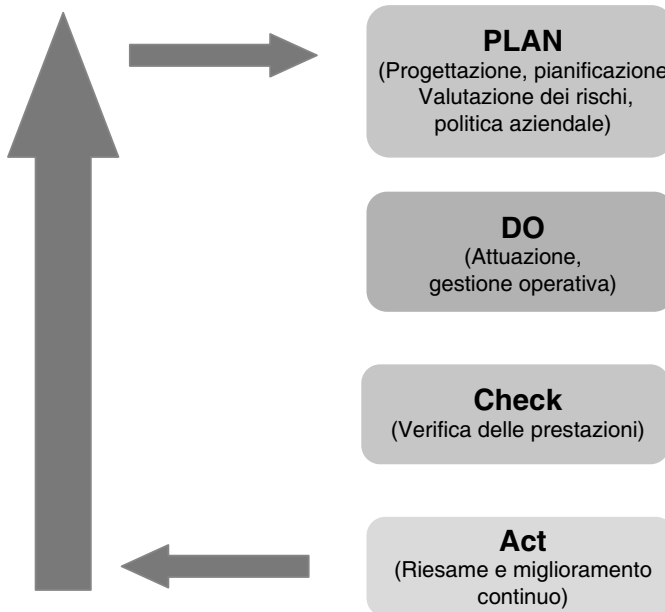 PLAN
(Progettazione, pianificazione
Valutazione dei rischi,
politica aziendale)
DO
(Attuazione,
gestione operativa)
Check
(Verifica delle prestazioni)
Act
(Riesame e miglioramento
continuo)